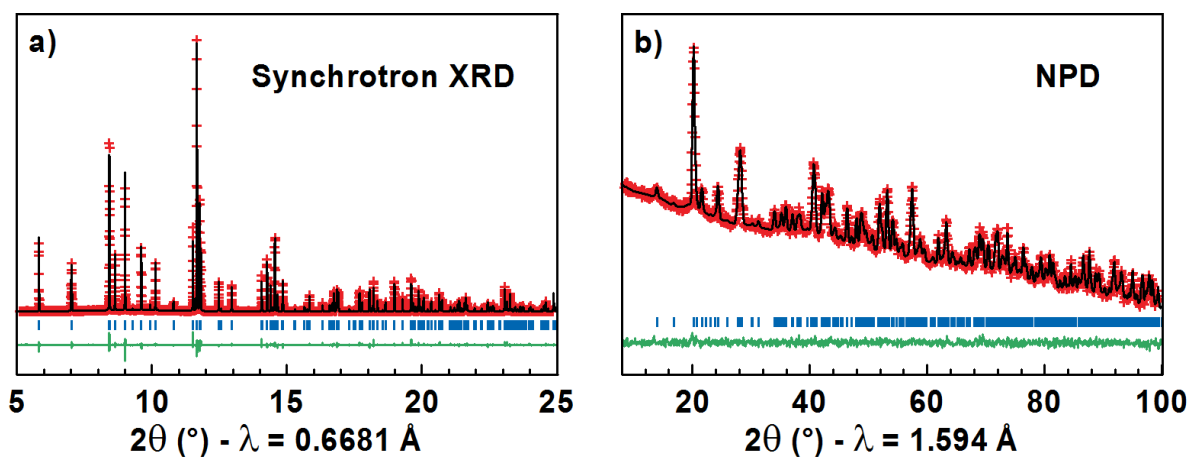 a)
Synchrotron XRD
5 10 15 20 25
2θ (°) - λ = 0.6681 Å
b)
NPD
20 40 60 80 100
2θ (°) - λ = 1.594 Å